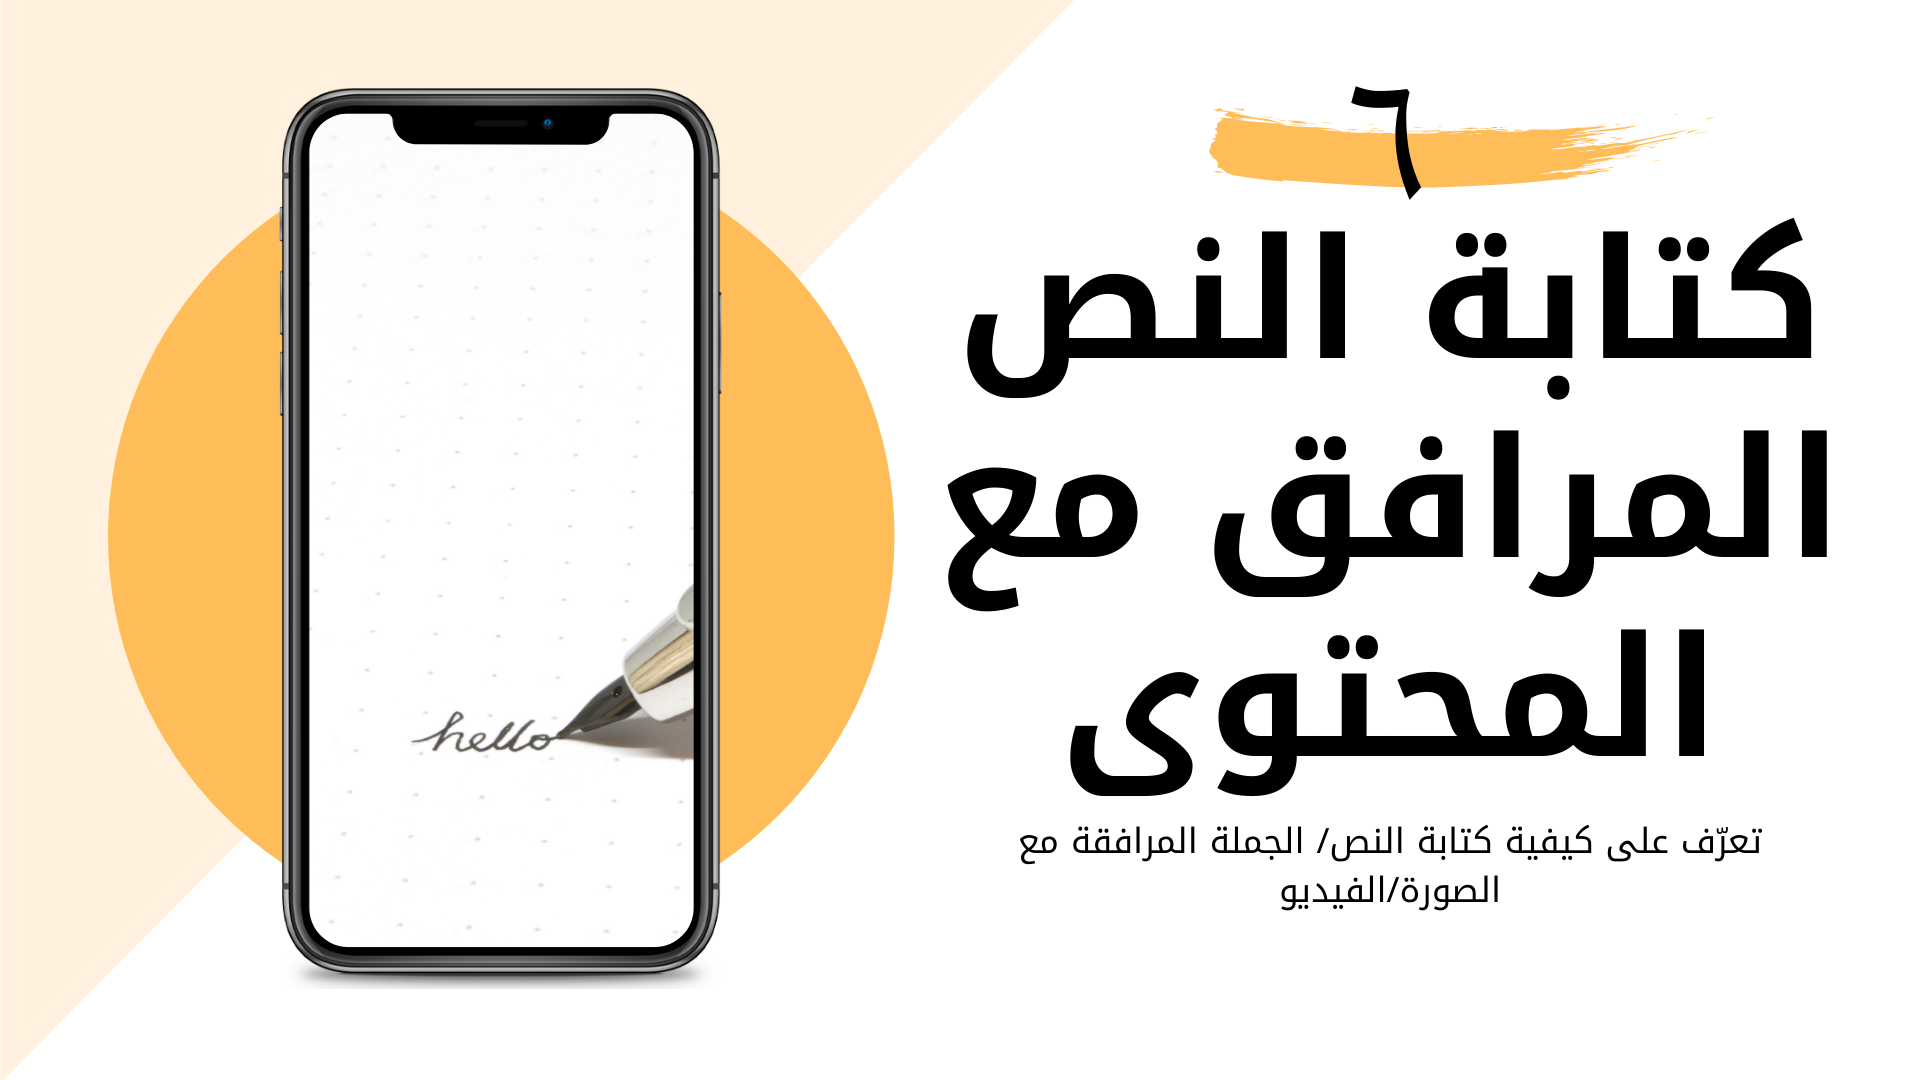 ٦
كتابة النص
المرافق مع
المحتوى
تعرّف على كيفية كتابة النص/ الجملة المرافقة مع
الصورة/الفيديو
hello